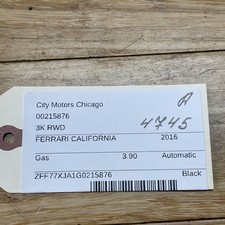 City Motors Chicago
00215876 A
3K RWD 4745
FERRARI CALIFORNIA 2016
Gas 3.90 Automatic
ZFF77XJA1G0215876 Black